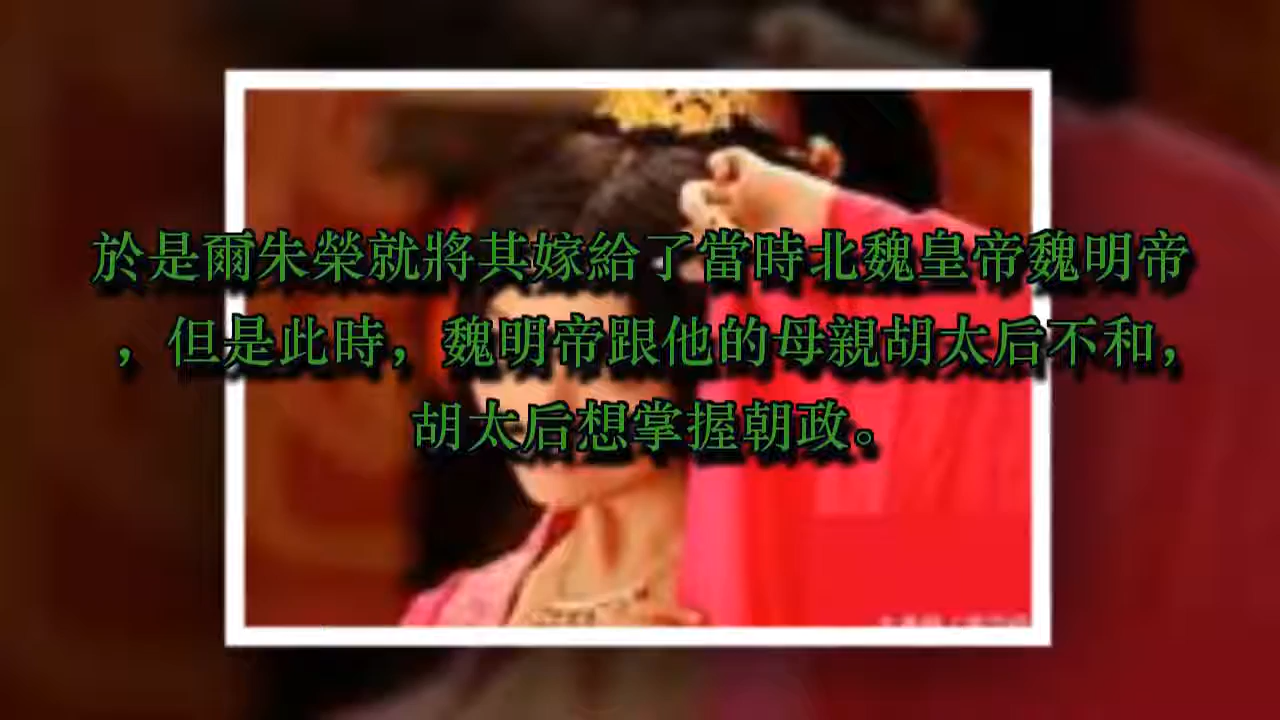 於是爾朱榮就將其嫁給了當時北魏皇帝魏明帝
，但是此時，魏明帝跟他的母親胡太后不和，
胡太后想掌握朝政。